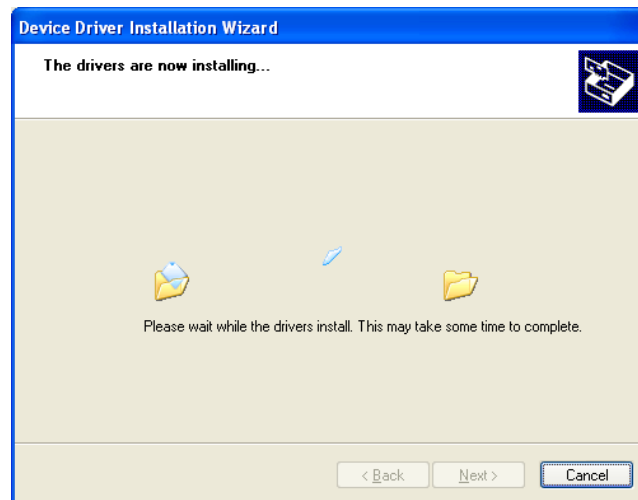 Device Driver Installation Wizard
The drivers are now installing...
Please wait while the drivers install. This may take some time to complete.
< Back
Next >
Cancel